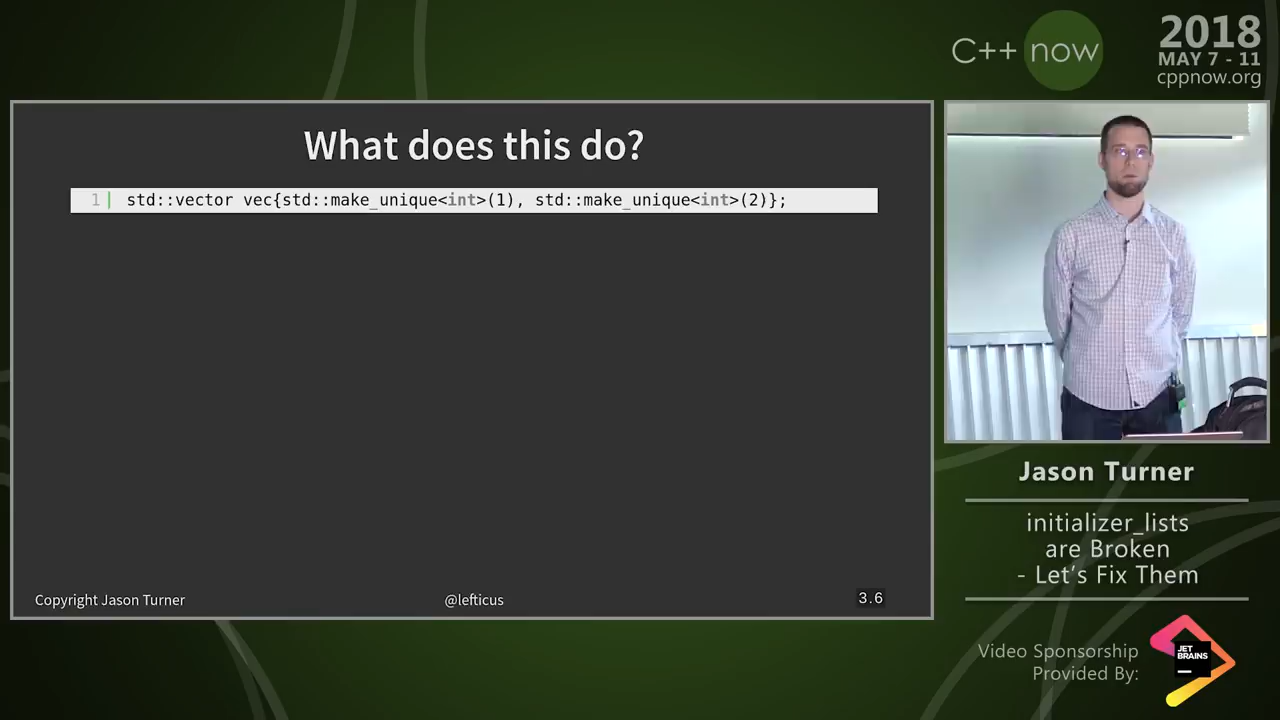 C++ now
2018
MAY 7 - 11
cppnow.org
What does this do?
1 std::vector vec{std::make_unique<int>(1), std::make_unique<int>(2)};
Copyright Jason Turner
@lefticus
3.6
Jason Turner
initializer_lists
are Broken
- Let's Fix Them
Video Sponsorship
Provided By:
JET
BRAINS